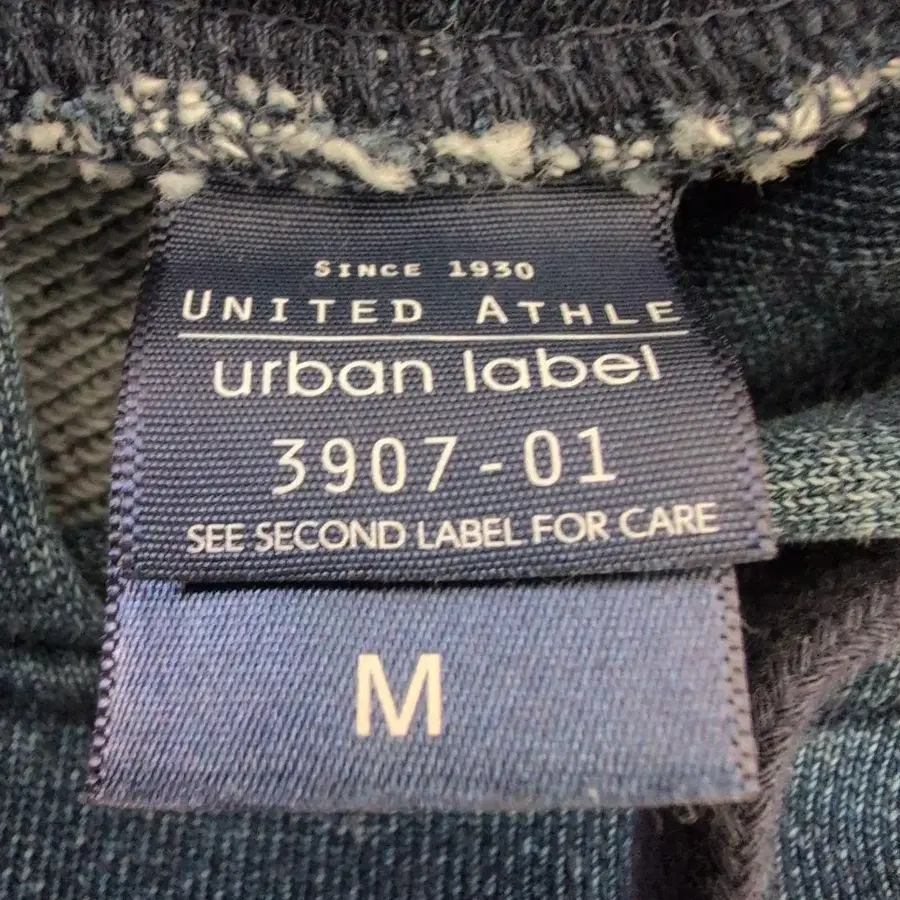 SINCE 1930
UNITED ATHLE
urban label
3907-01
SEE SECOND LABEL FOR CARE
M